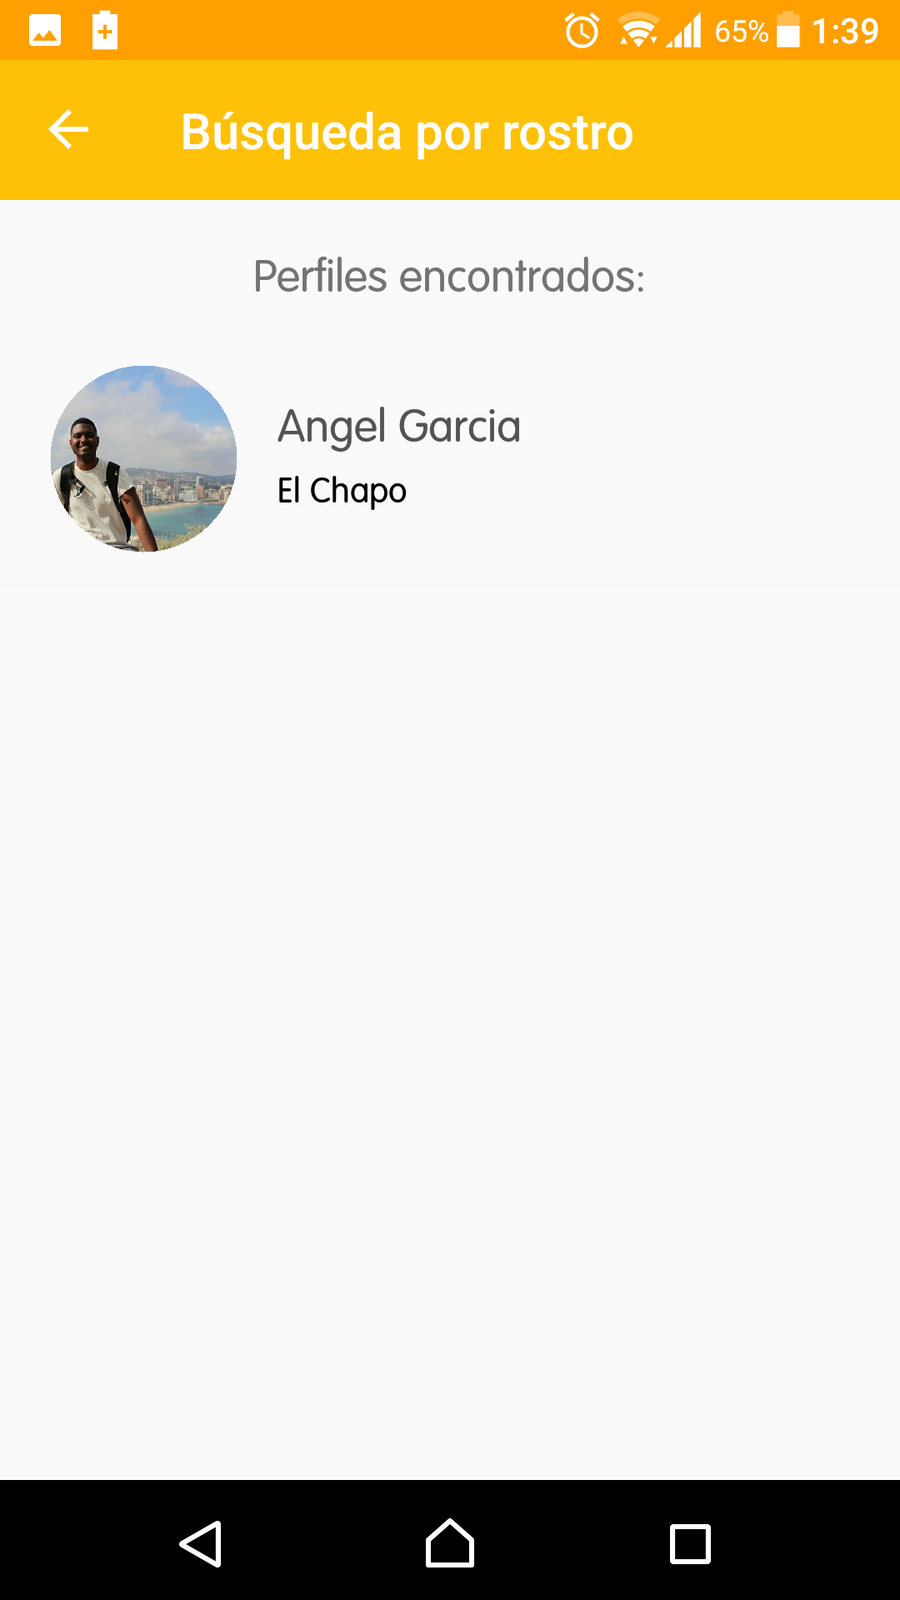 65% 1:39
Búsqueda por rostro
Perfiles encontrados:
Angel Garcia
El Chapo